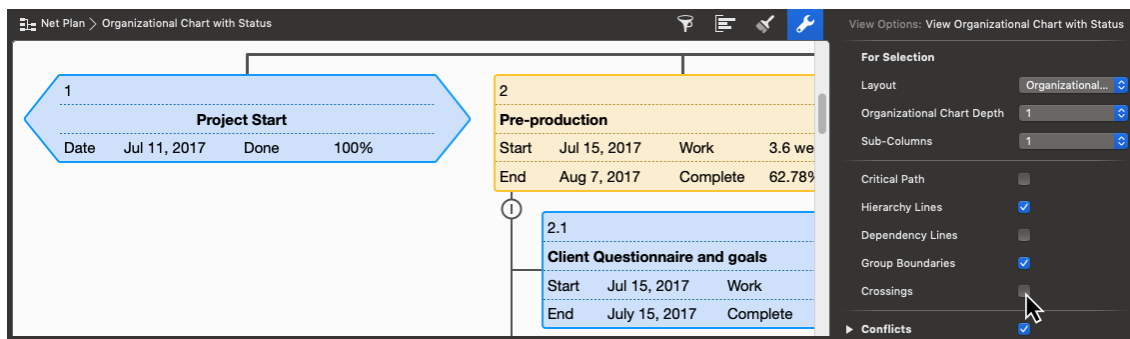 Net Plan > Organizational Chart with Status
View Options: View Organizational Chart with Status
1
Project Start
Date Jul 11, 2017 Done 100%
2
Pre-production
Start Jul 15, 2017 Work 3.6 we
End Aug 7, 2017 Complete 62.78%
2.1
Client Questionnaire and goals
Start Jul 15, 2017 Work
End July 15, 2017 Complete
For Selection
Layout Organizational...
Organizational Chart Depth 1
Sub-Columns 1
Critical Path
Hierarchy Lines
Dependency Lines
Group Boundaries
Crossings
Conflicts